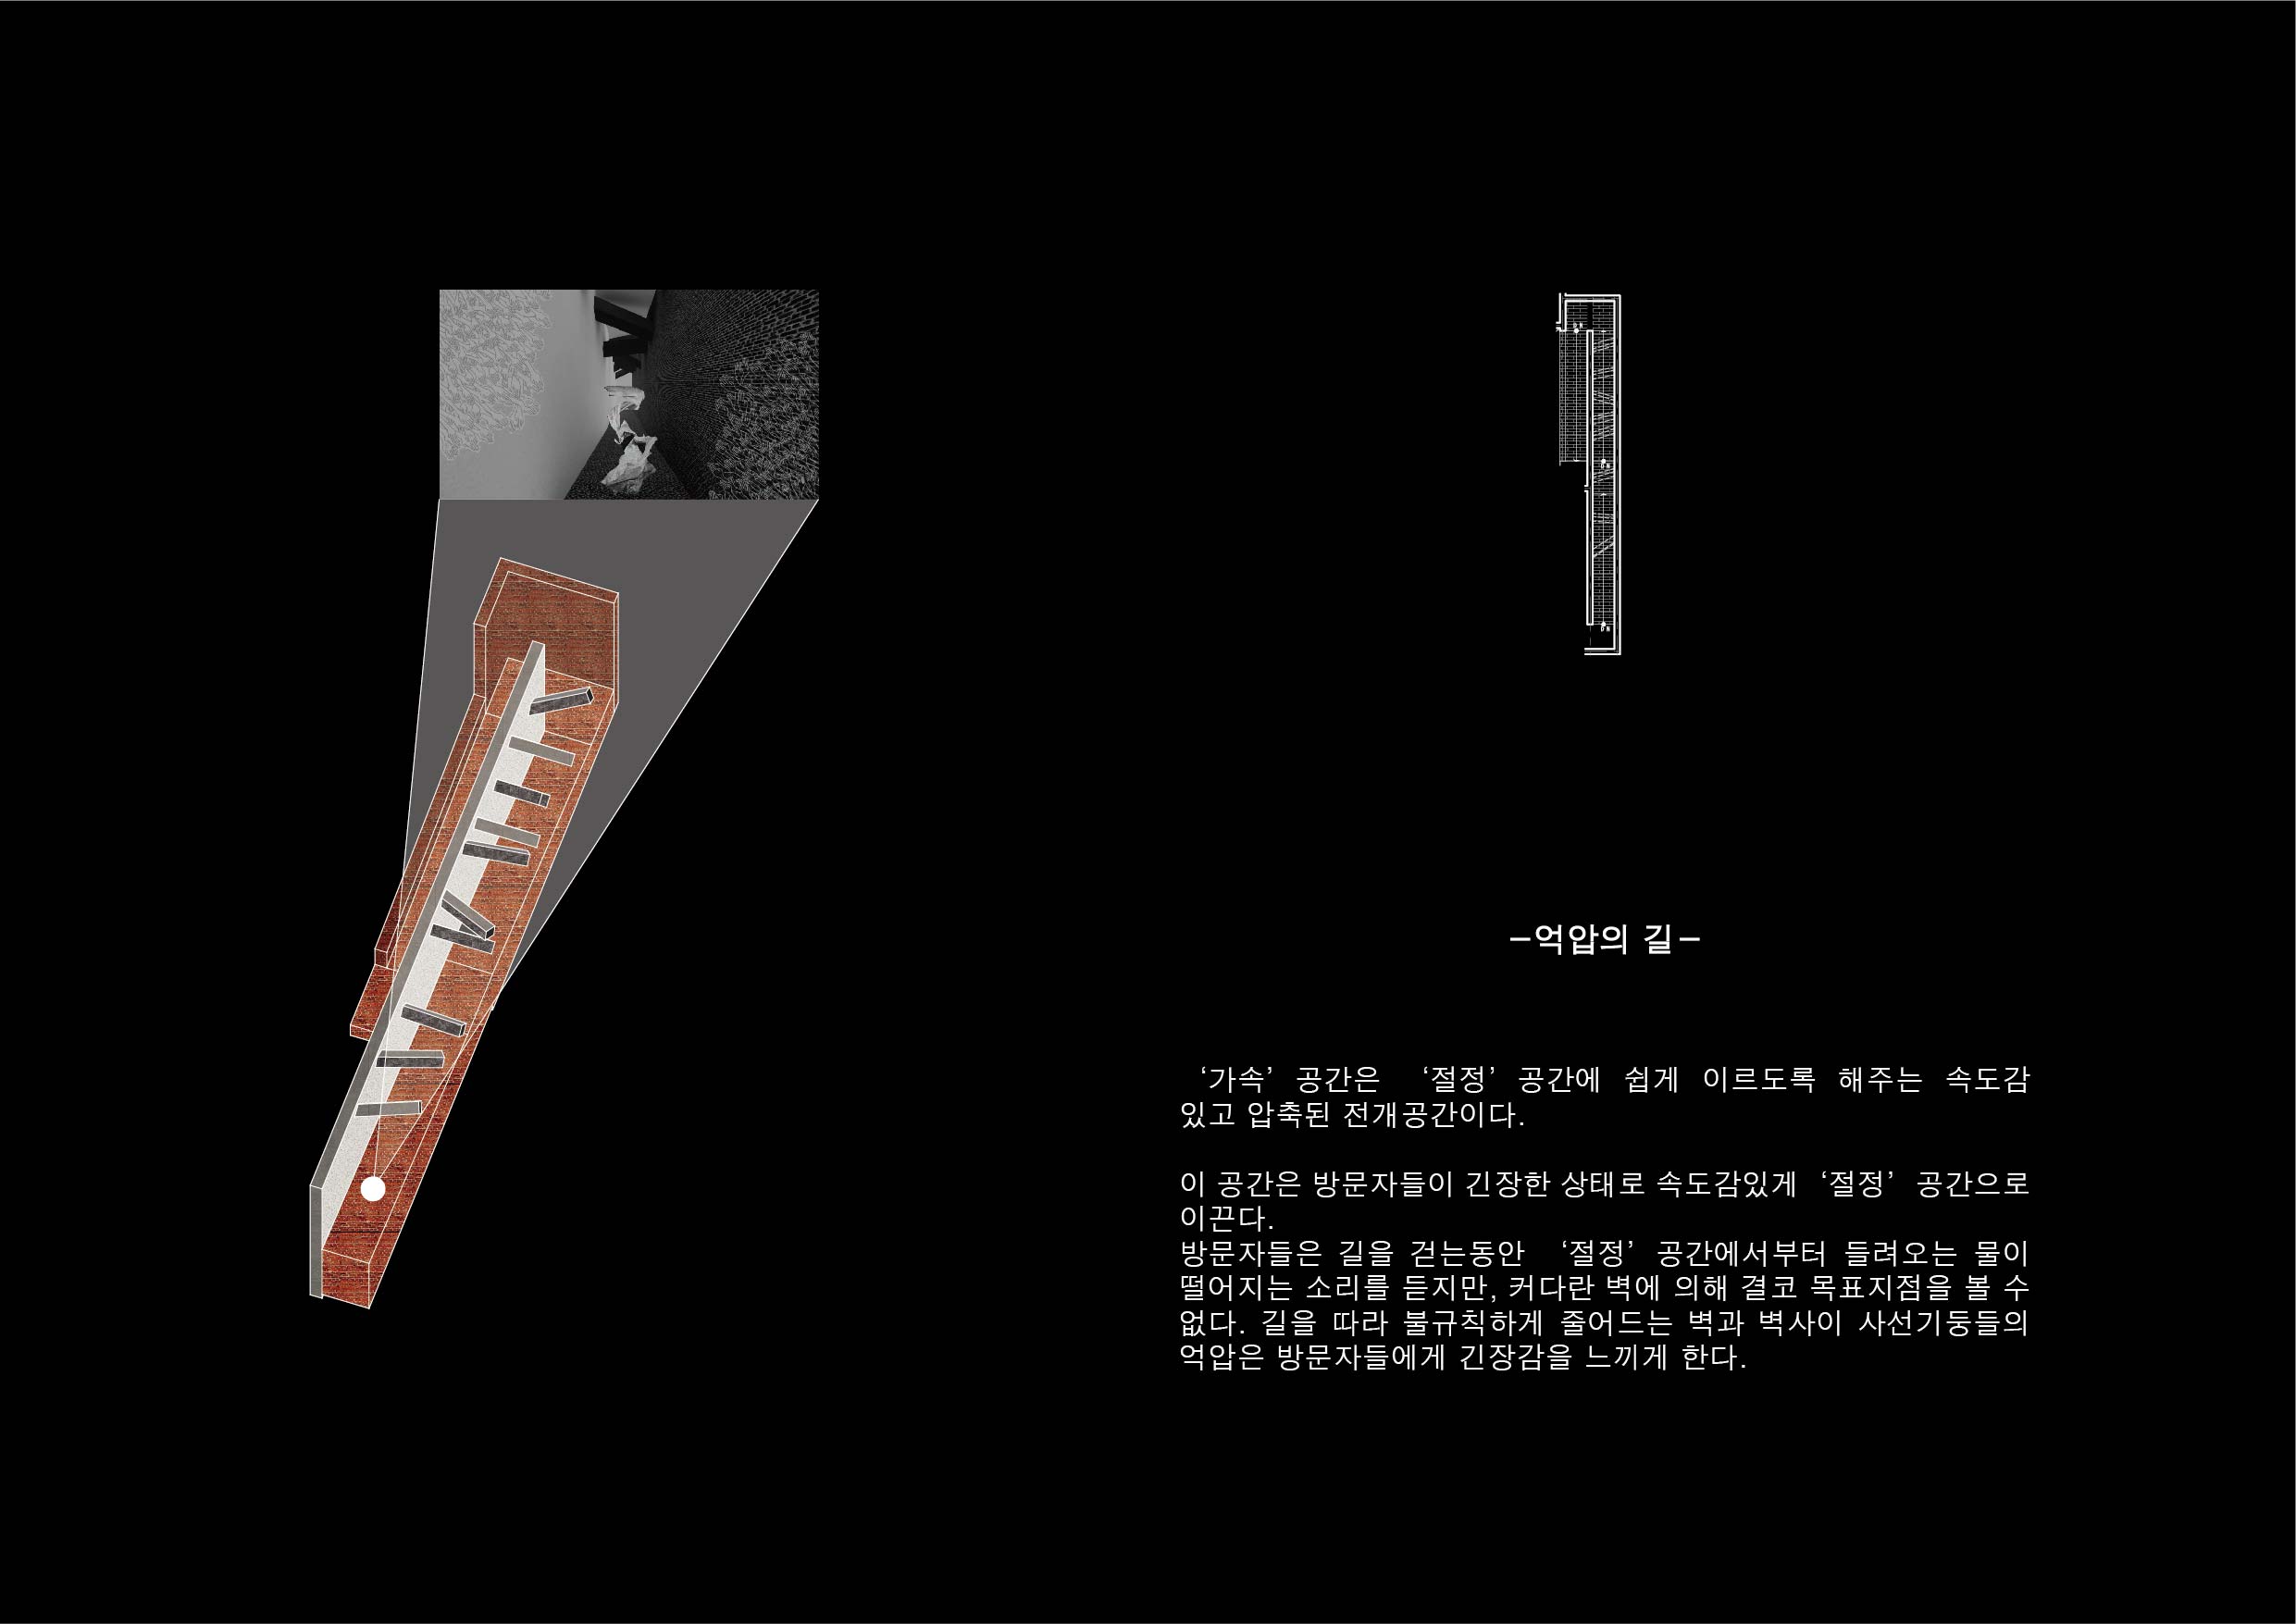 –억압의 길–
‘가속’ 공간은 ‘절정’ 공간에 쉽게 이르도록 해주는 속도감
있고 압축된 전개공간이다.
이 공간은 방문자들이 긴장한 상태로 속도감있게 ‘절정’ 공간으로
이끈다.
방문자들은 길을 걷는동안 ‘절정’ 공간에서부터 들려오는 물이
떨어지는 소리를 듣지만, 커다란 벽에 의해 결코 목표지점을 볼 수
없다. 길을 따라 불규칙하게 줄어드는 벽과 벽사이 사선기둥들의
억압은 방문자들에게 긴장감을 느끼게 한다.